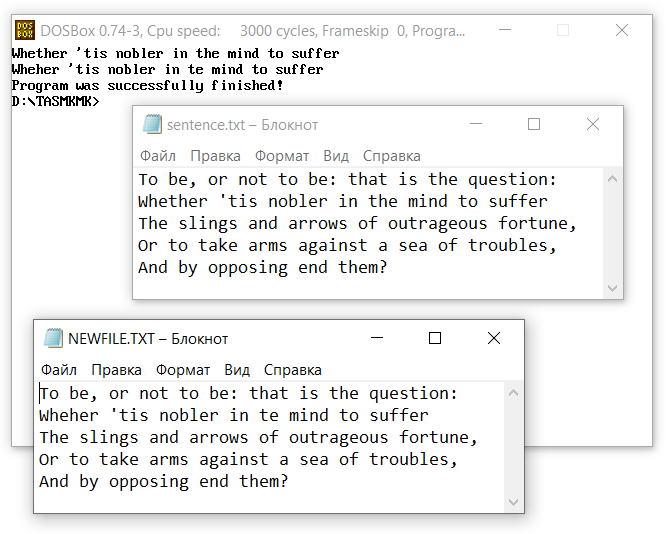 DOSBox 0.74-3, Cpu speed: 3000 cycles, Frameskip 0, Progra...
Whether 'tis nobler in the mind to suffer
Wheher 'tis nobler in te mind to suffer
Program was successfully finished!
D:\TASMKMK>
sentence.txt – Блокнот
Файл Правка Формат Вид Справка
To be, or not to be: that is the question:
Whether 'tis nobler in the mind to suffer
The slings and arrows of outrageous fortune,
Or to take arms against a sea of troubles,
And by opposing end them?
NEWFILE.TXT – Блокнот
Файл Правка Формат Вид Справка
To be, or not to be: that is the question:
Wheher 'tis nobler in te mind to suffer
The slings and arrows of outrageous fortune,
Or to take arms against a sea of troubles,
And by opposing end them?